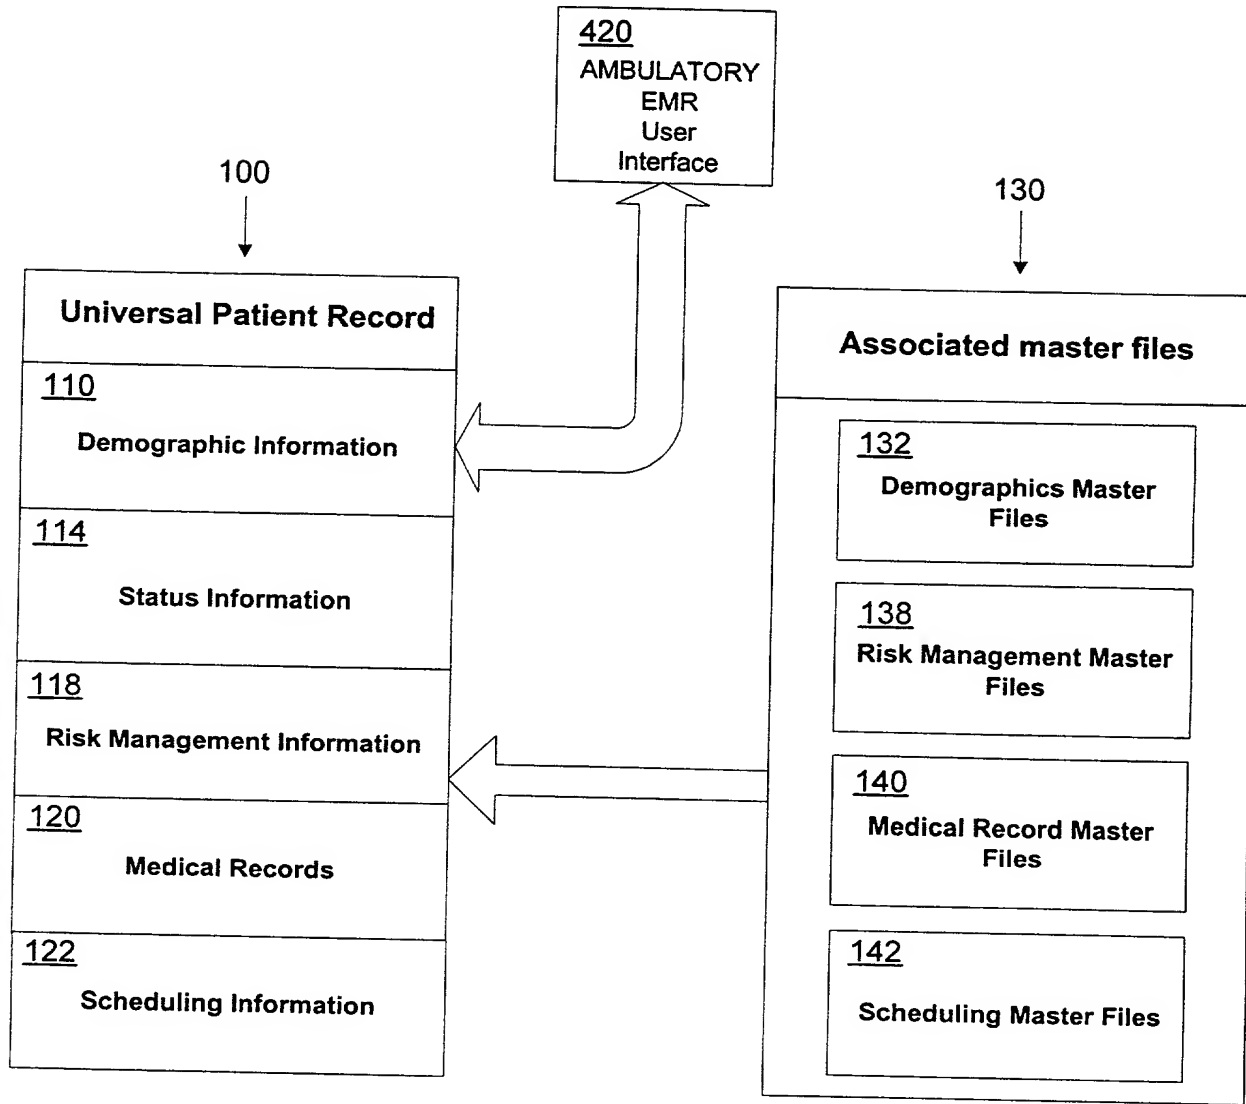 420
AMBULATORY
EMR
User
Interface
100
130
Universal Patient Record
110
Demographic Information
114
Status Information
118
Risk Management Information
120
Medical Records
122
Scheduling Information
Associated master files
132
Demographics Master
Files
138
Risk Management Master
Files
140
Medical Record Master
Files
142
Scheduling Master Files